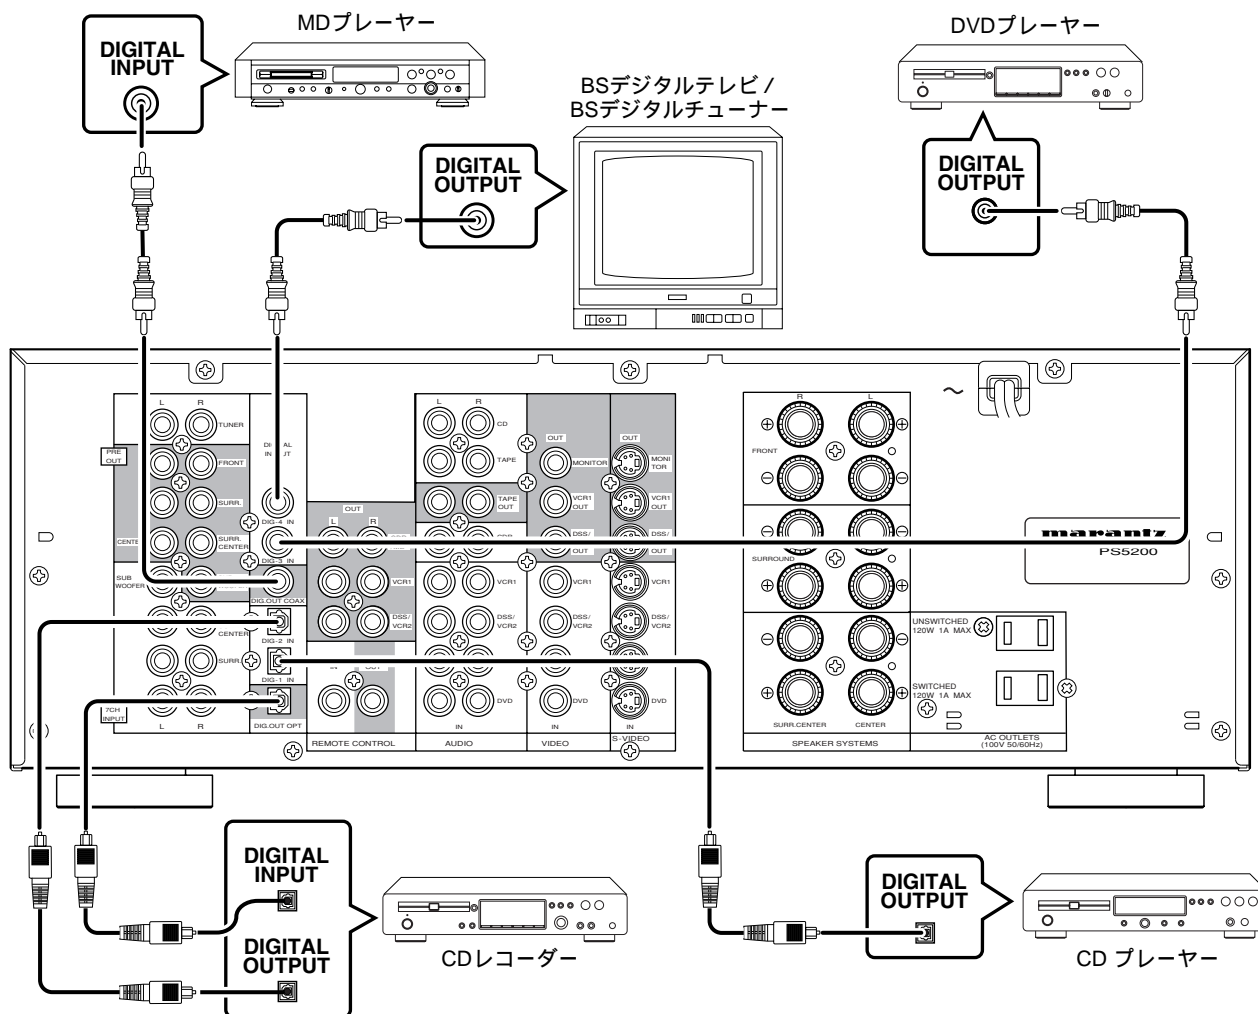 MDプレーヤー
DIGITAL
INPUT
DVDプレーヤー
BSデジタルテレビ /
BSデジタルチューナー
DIGITAL
OUTPUT
DIGITAL
OUTPUT
L R
TUNER
PRE
OUT
FRONT
SURR.
SURR.
CENTER
SUB
WOOFER
CENTER
SURR.
7CH
INPUT
L R
DIG-4 IN
DIG-3 IN
DIG.OUT COAX
DIG-2 IN
DIG-1 IN
DIG.OUT OPT
OUT
L R
VCR1
DSS/
VCR2
IN
REMOTE CONTROL
L R
CD
TAPE
TAPE
OUT
VCR1
DSS/
VCR2
DVD
IN
AUDIO
OUT
MONITOR
VCR1
OUT
DSS/
OUT
VCR1
DSS/
VCR2
DVD
IN
VIDEO
OUT
MONI
TOR
VCR1
OUT
DSS/
OUT
VCR1
DSS/
VCR2
DVD
IN
S-VIDEO
R L
FRONT
SURROUND
SURR.CENTER CENTER
SPEAKER SYSTEMS
marantz
PS5200
UNSWITCHED
120W 1A MAX
SWITCHED
120W 1A MAX
AC OUTLETS
(100V 50/60Hz)
DIGITAL
INPUT
DIGITAL
OUTPUT
CDレコーダー
DIGITAL
OUTPUT
CD プレーヤー